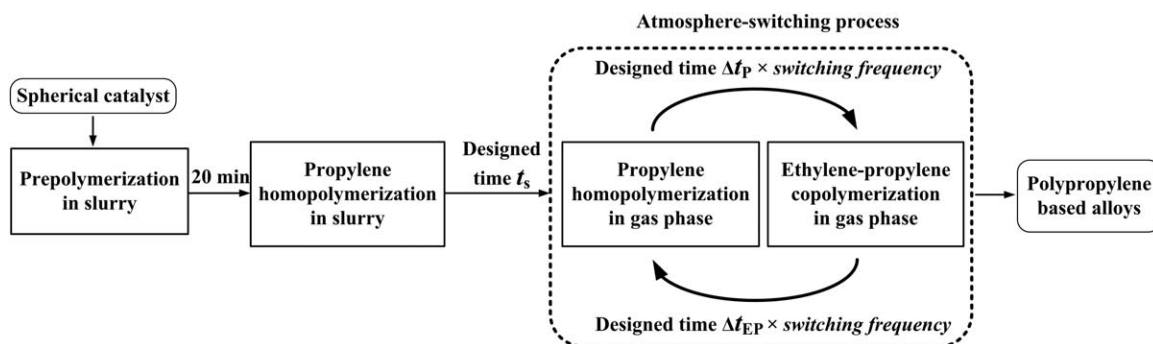 Atmosphere-switching process
Designed time Δt_P × switching frequency
Spherical catalyst
Prepolymerization
in slurry
20 min
Propylene
homopolymerization
in slurry
Designed
time t_s
Propylene
homopolymerization
in gas phase
Ethylene-propylene
copolymerization
in gas phase
Polypropylene
based alloys
Designed time Δt_EP × switching frequency